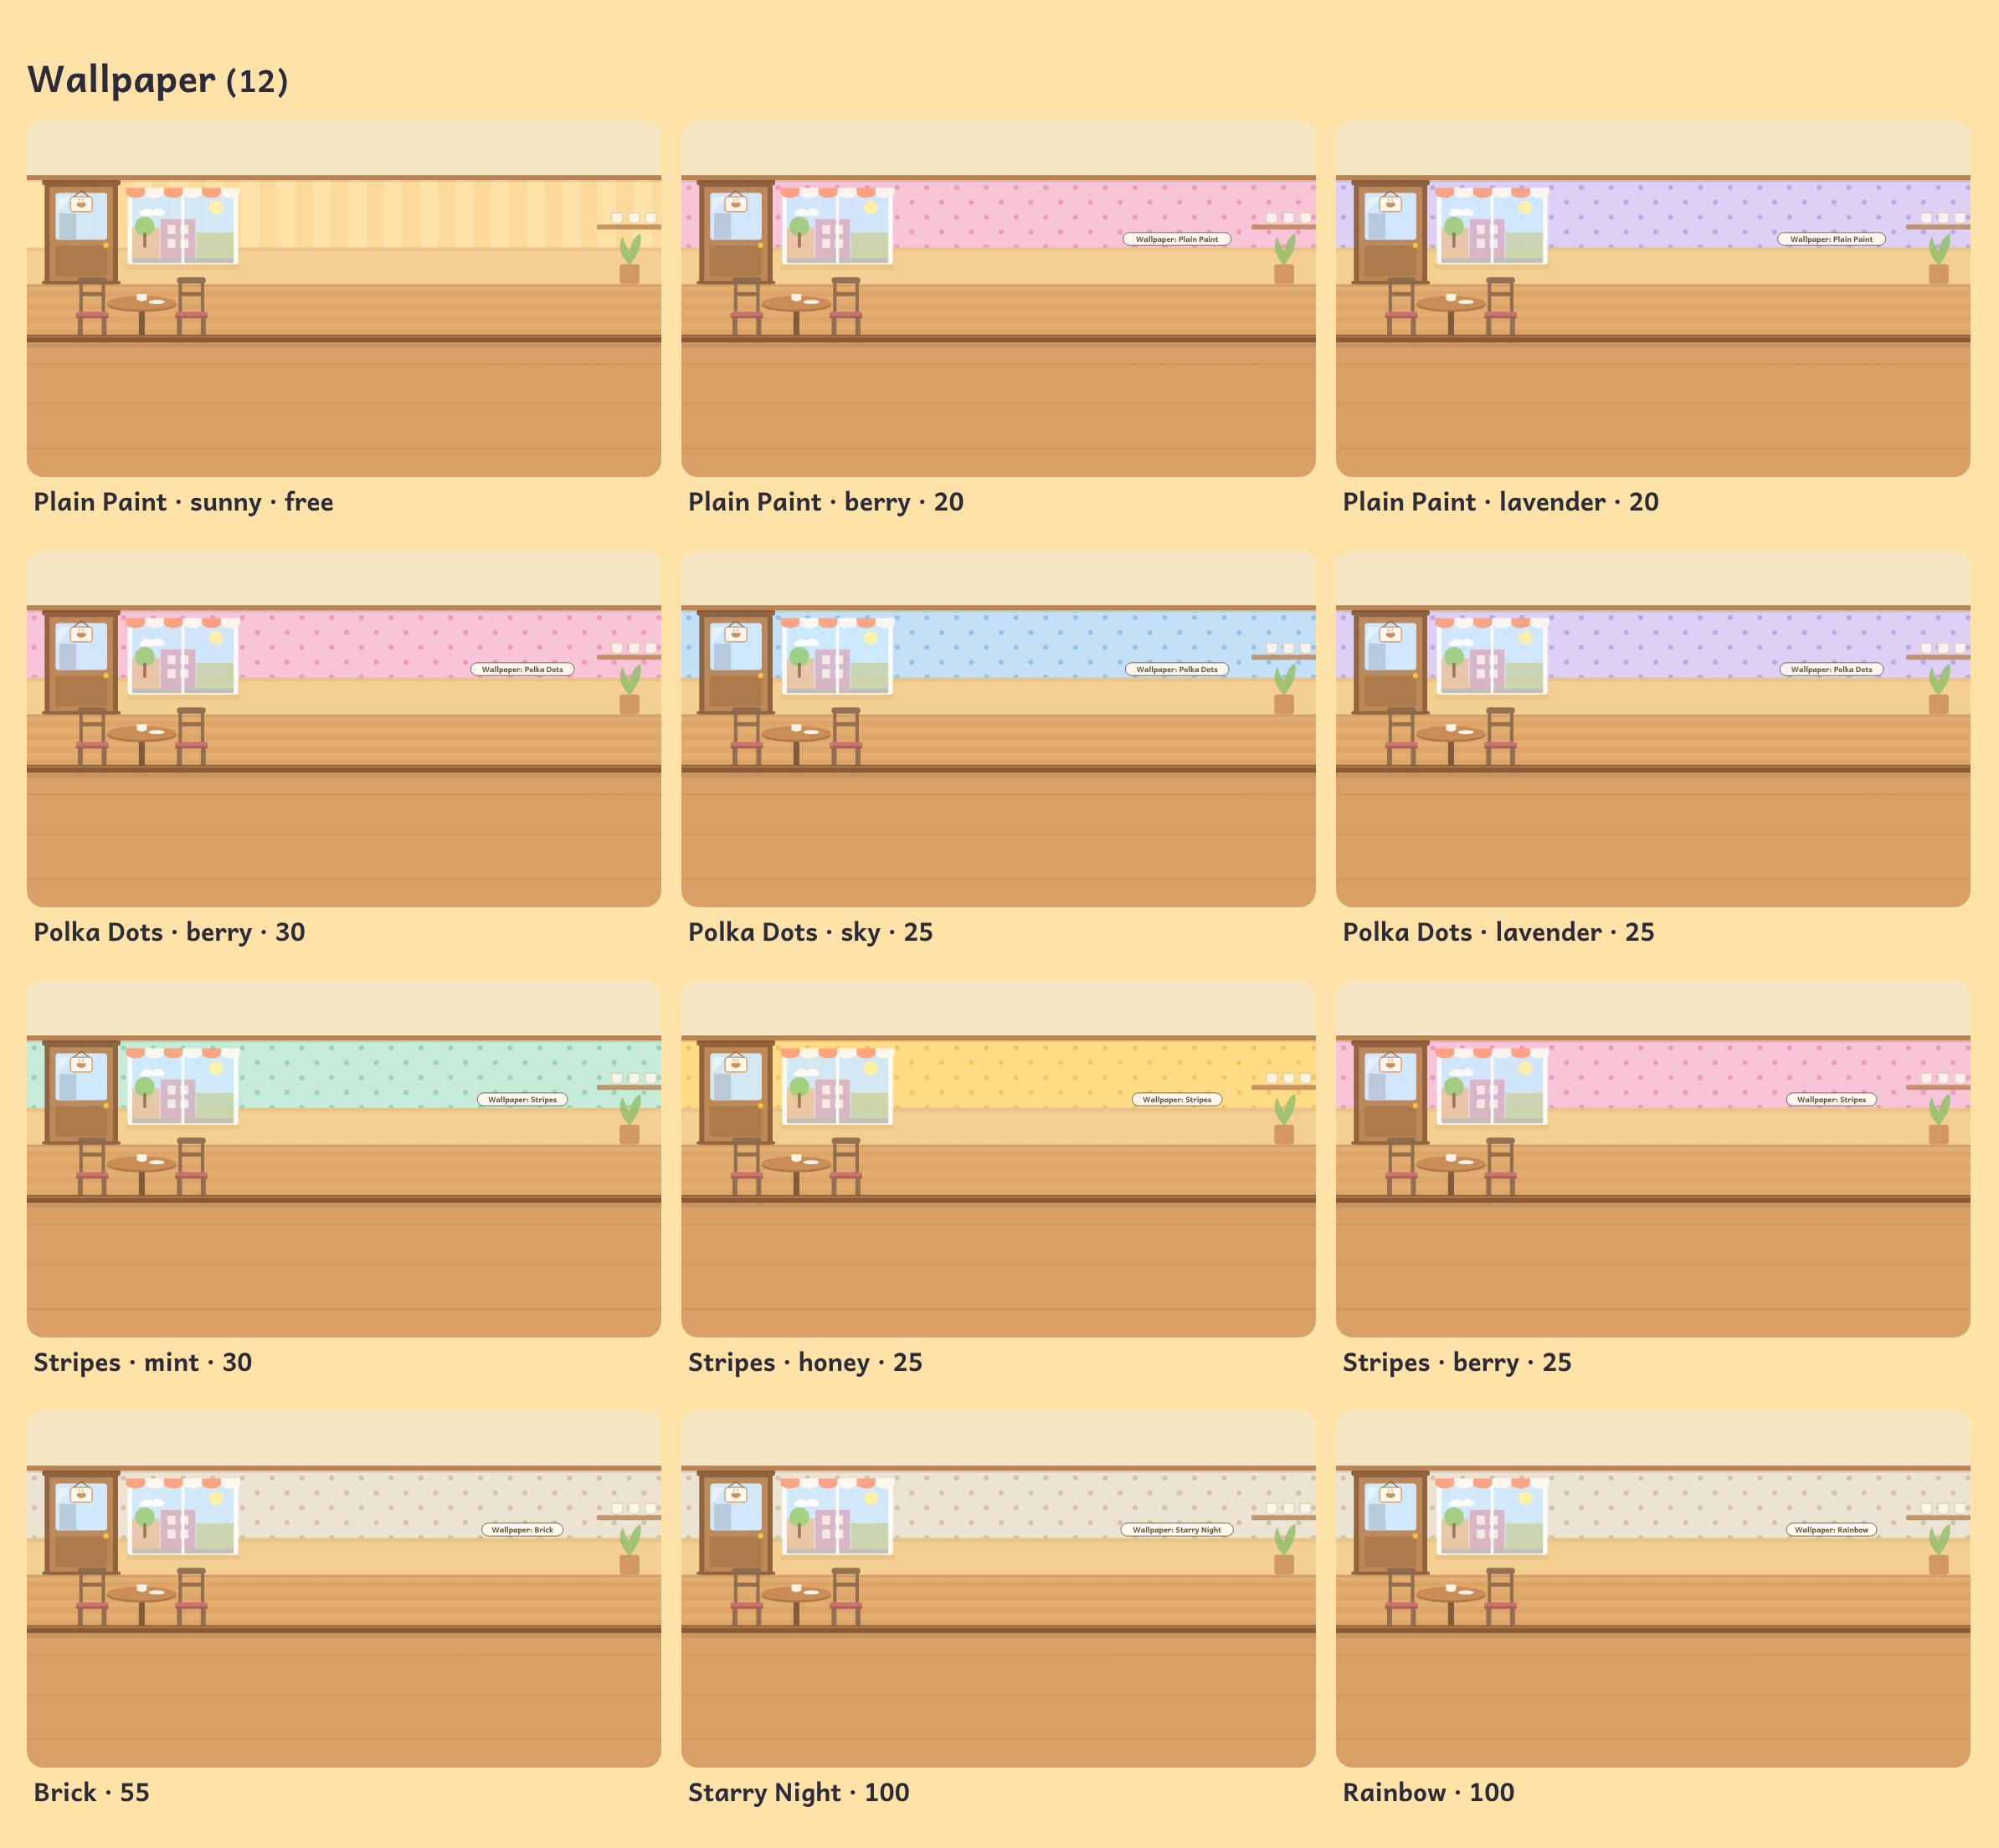 Wallpaper (12)
Plain Paint · sunny · free
Wallpaper: Plain Paint
Plain Paint · berry · 20
Wallpaper: Plain Paint
Plain Paint · lavender · 20
Wallpaper: Polka Dots
Polka Dots · berry · 30
Wallpaper: Polka Dots
Polka Dots · sky · 25
Wallpaper: Polka Dots
Polka Dots · lavender · 25
Wallpaper: Stripes
Stripes · mint · 30
Wallpaper: Stripes
Stripes · honey · 25
Wallpaper: Stripes
Stripes · berry · 25
Wallpaper: Brick
Brick · 55
Wallpaper: Starry Night
Starry Night · 100
Wallpaper: Rainbow
Rainbow · 100